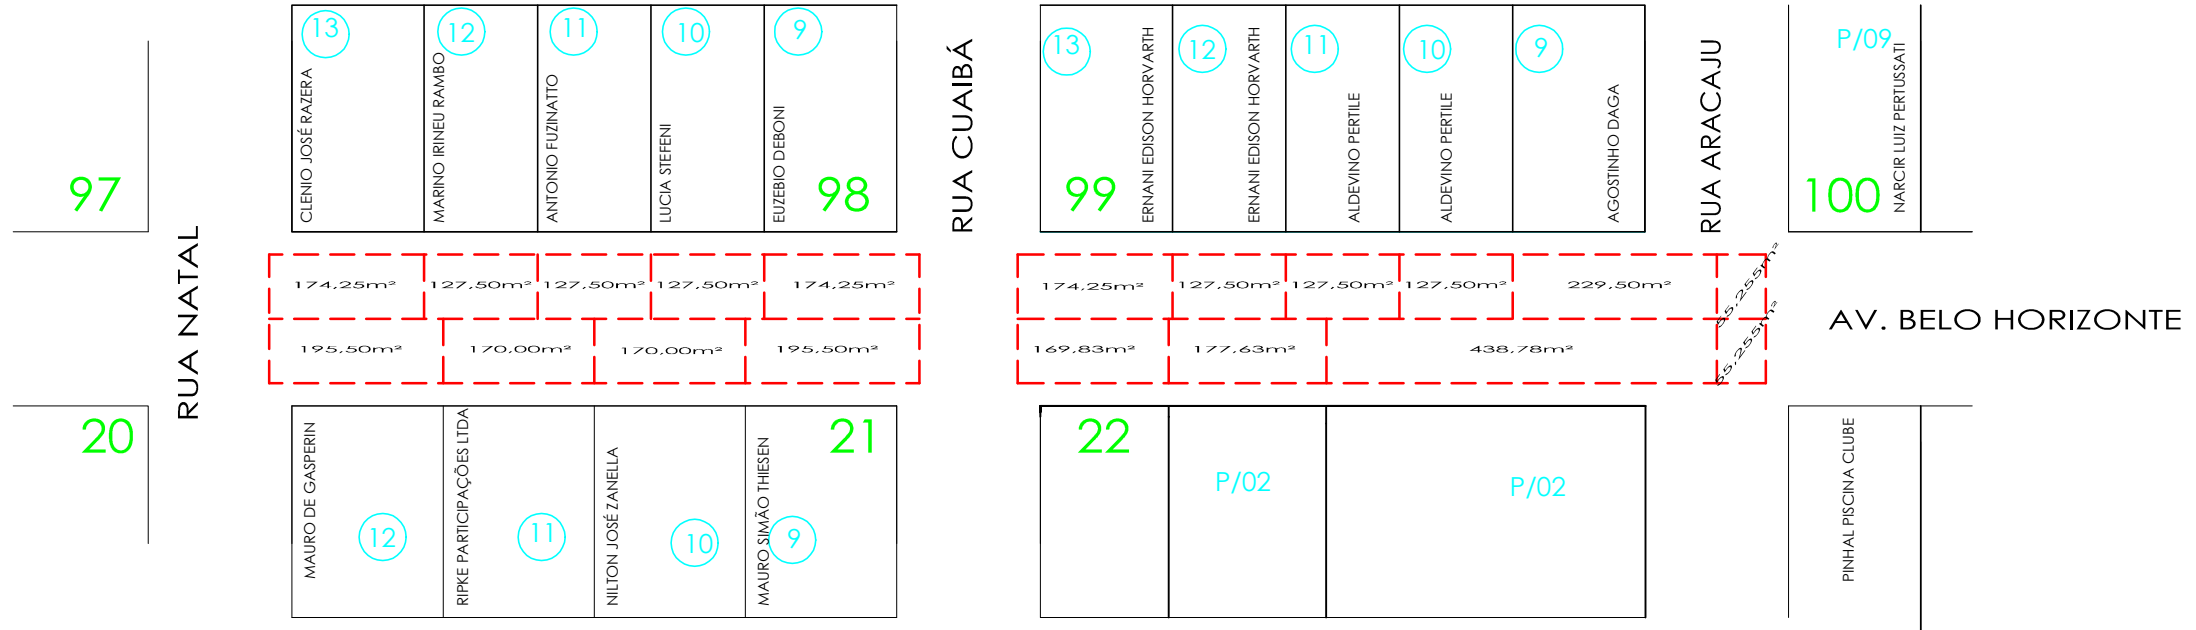 13
12
11
10
9
CLENIO JOSÉ RAZERA
MARINO IRINEU RAMBO
ANTONIO FUZINATTO
LUCIA STEFENI
EUZEBIO DEBONI
97
98
RUA NATAL
RUA CUAIBÁ
13
12
11
10
9
ERNANI EDISON HORVARTH
ERNANI EDISON HORVARTH
ALDEVINO PERTILE
ALDEVINO PERTILE
AGOSTINHO DAGA
99
RUA ARACAJU
P/09
NARCIR LUIZ PERTUSSATI
100
174,25m²
127,50m²
127,50m²
127,50m²
174,25m²
174,25m²
127,50m²
127,50m²
127,50m²
229,50m²
55,255m²
195,50m²
170,00m²
170,00m²
195,50m²
169,83m²
177,63m²
438,78m²
55,255m²
AV. BELO HORIZONTE
20
21
22
MAURO DE GASPERIN
RIPKE PARTICIPAÇÕES LTDA
NILTON JOSÉ ZANELLA
MAURO SIMÃO THIESEN
12
11
10
9
P/02
P/02
PINHAL PISCINA CLUBE